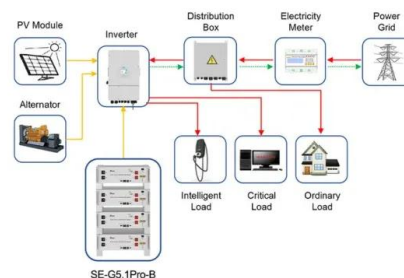 PV Module
Inverter
Distribution
Box
Electricity
Meter
Power
Grid
Alternator
Intelligent
Load
Critical
Load
Ordinary
Load
SE-G5.1Pro-B